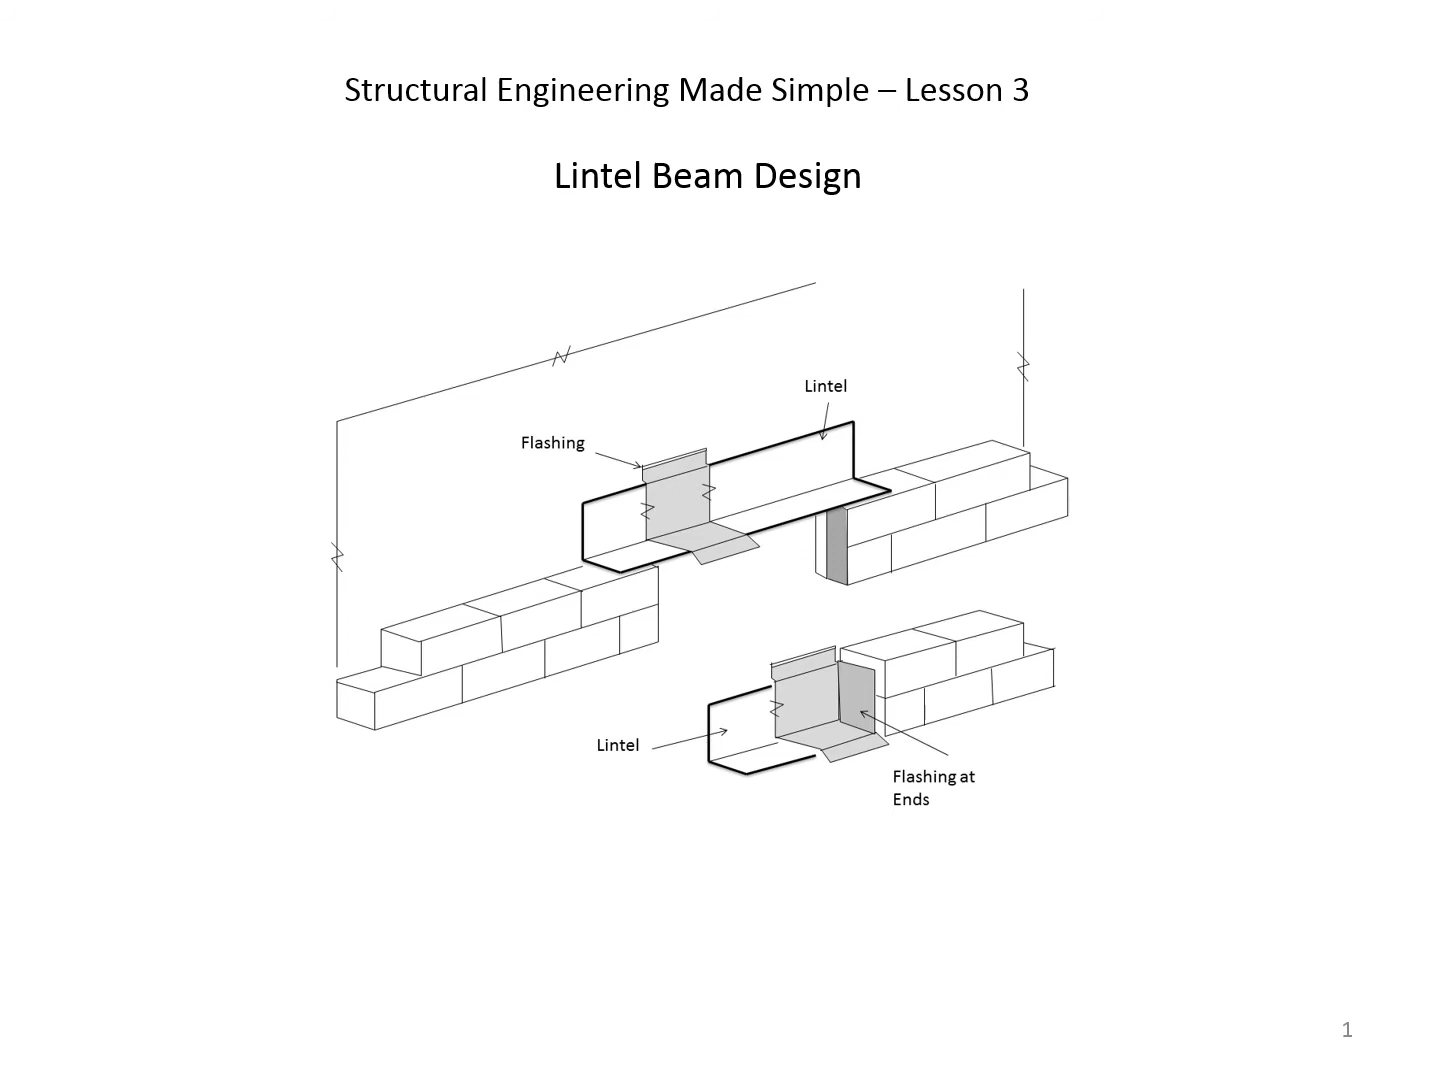 Structural Engineering Made Simple – Lesson 3
Lintel Beam Design
Lintel
Flashing
Lintel
Flashing at
Ends
1